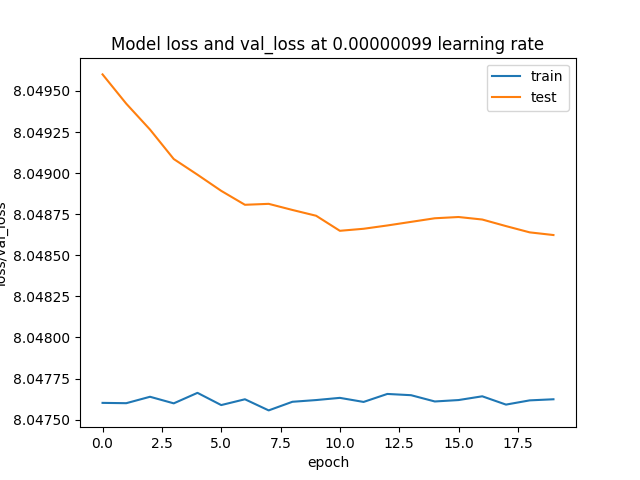 Model loss and val_loss at 0.00000099 learning rate
train
test
8.04950
8.04925
8.04900
8.04875
8.04850
8.04825
8.04800
8.04775
8.04750
loss/val_loss
0.0 2.5 5.0 7.5 10.0 12.5 15.0 17.5
epoch